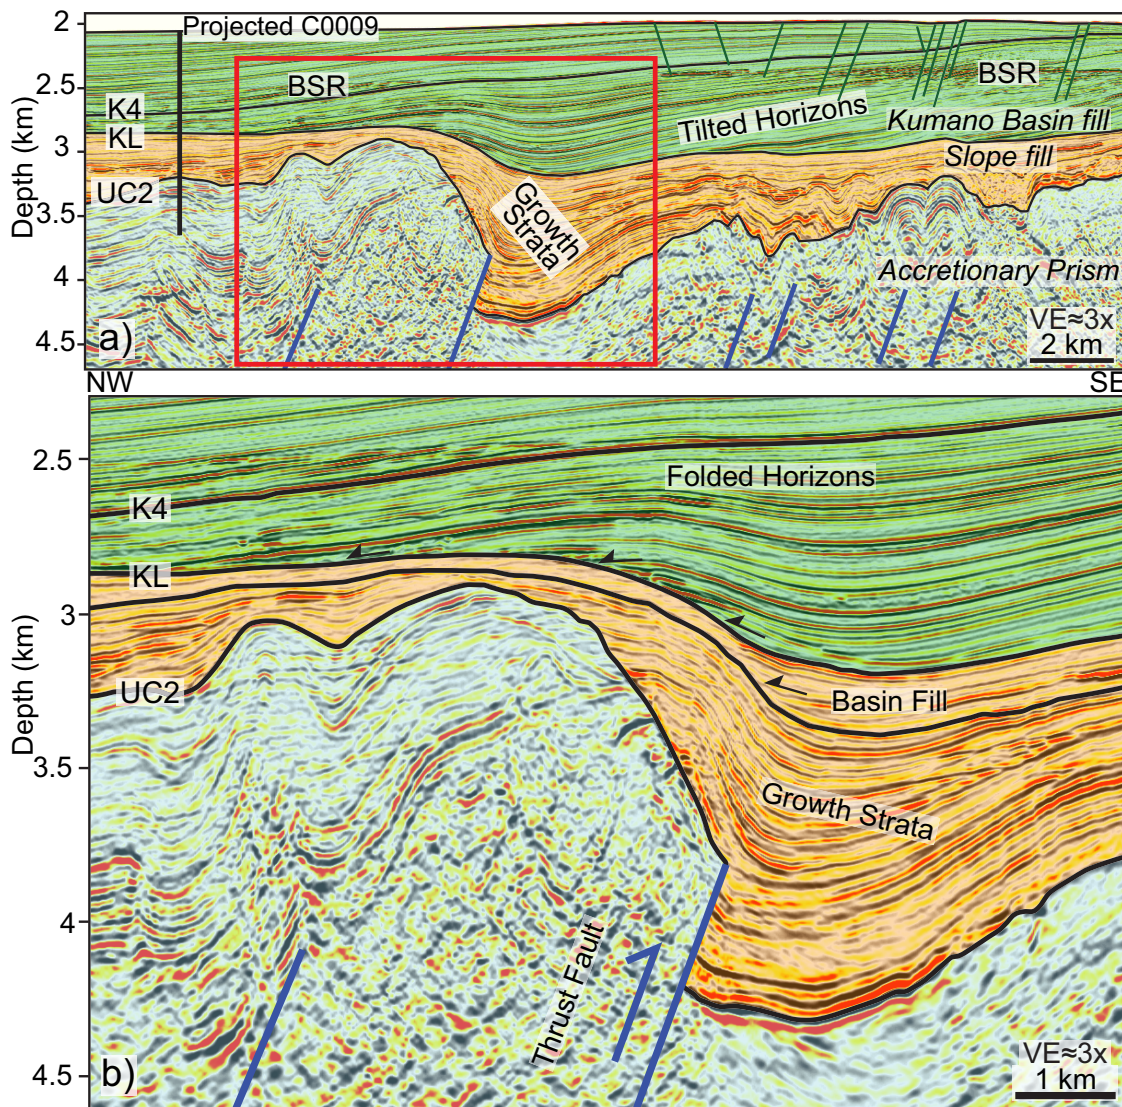 2
Projected C0009
BSR
BSR
2.5
K4
Tilted Horizons
Kumano Basin fill
KL
3
Slope fill
UC2
Growth
Strata
3.5
Depth (km)
4
Accretionary Prism
VE≈3x
2 km
a)
4.5
NW
SE
2.5
Folded Horizons
K4
KL
3
UC2
Basin Fill
Depth (km)
3.5
Growth Strata
4
Thrust Fault
VE≈3x
1 km
b)
4.5